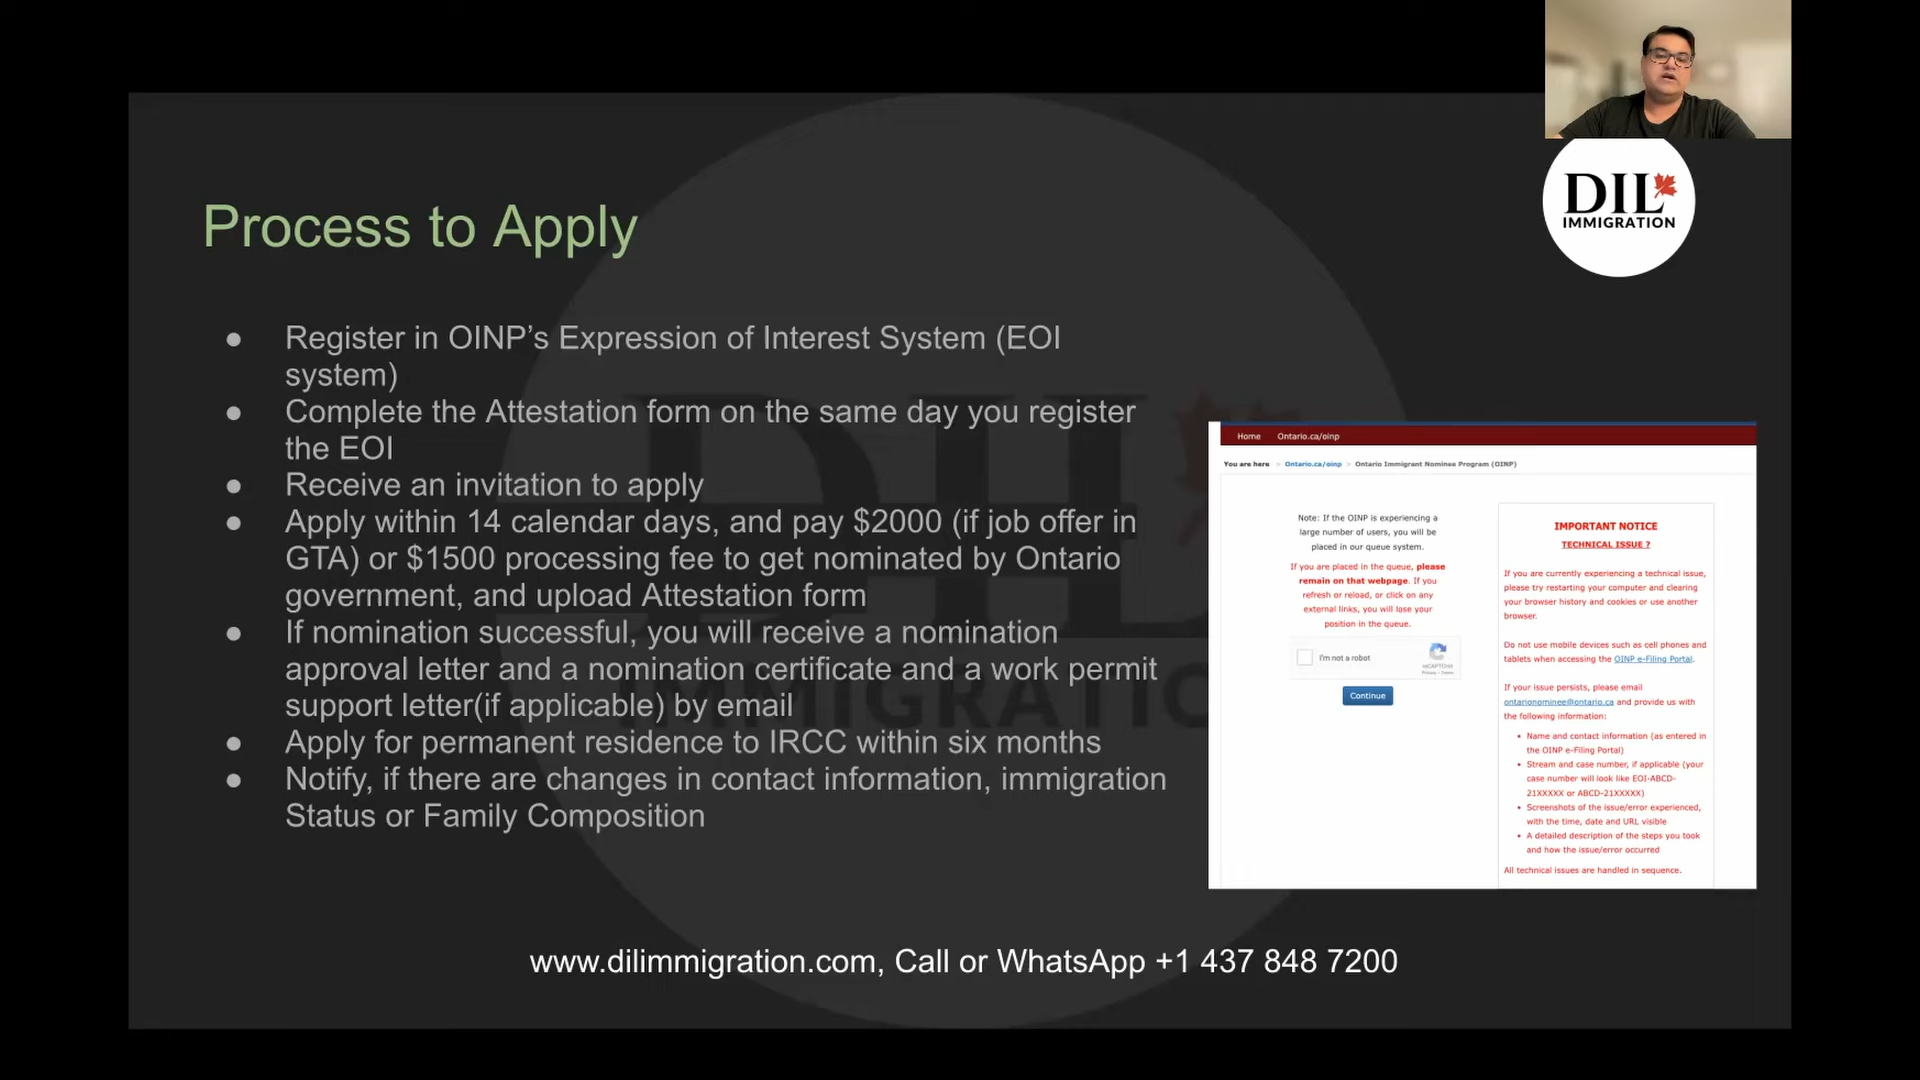 DIL
IMMIGRATION
Process to Apply
● Register in OINP’s Expression of Interest System (EOI
system)
● Complete the Attestation form on the same day you register
the EOI
● Receive an invitation to apply
● Apply within 14 calendar days, and pay $2000 (if job offer in
GTA) or $1500 processing fee to get nominated by Ontario
government, and upload Attestation form
● If nomination successful, you will receive a nomination
approval letter and a nomination certificate and a work permit
support letter(if applicable) by email
● Apply for permanent residence to IRCC within six months
● Notify, if there are changes in contact information, immigration
Status or Family Composition
Home Ontario.ca/oinp
You are here > Ontario.ca/oinp > Ontario Immigrant Nominee Program (OINP)
Note: If the OINP is experiencing a
large number of users, you will be
placed in our queue system.
If you are placed in the queue, please
remain on that webpage. If you
refresh or reload, or click on any
external links, you will lose your
position in the queue.
I'm not a robot
reCAPTCHA
Privacy - Terms
Continue
IMPORTANT NOTICE
TECHNICAL ISSUE ?
If you are currently experiencing a technical issue,
please try restarting your computer and clearing
your browser history and cookies or use another
browser.
Do not use mobile devices such as cell phones and
tablets when accessing the OINP e-Filing Portal.
If your issue persists, please email
ontarionominee@ontario.ca and provide us with
the following information:
• Name and contact information (as entered in
the OINP e-Filing Portal)
• Stream and case number, if applicable (your
case number will look like EOI-ABCD-
21XXXXX or ABCD-21XXXXX)
• Screenshots of the issue/error experienced,
with the time, date and URL visible
• A detailed description of the steps you took
and how the issue/error occurred
All technical issues are handled in sequence.
DIL
IMMIGRATIO
www.dilimmigration.com, Call or WhatsApp +1 437 848 7200